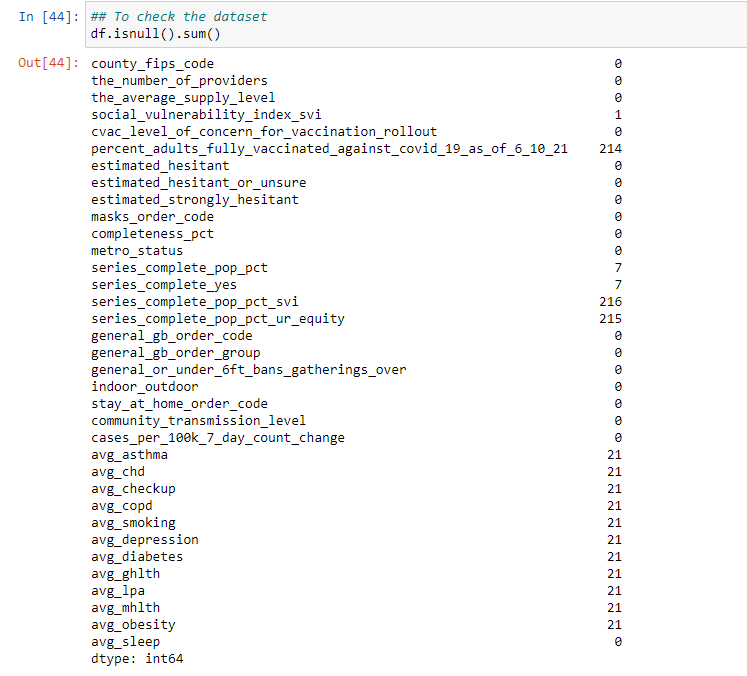 In [44]: ## To check the dataset
df.isnull().sum()
Out[44]: county_fips_code 0
the_number_of_providers 0
the_average_supply_level 0
social_vulnerability_index_svi 1
cvac_level_of_concern_for_vaccination_rollout 0
percent_adults_fully_vaccinated_against_covid_19_as_of_6_10_21 214
estimated_hesitant 0
estimated_hesitant_or_unsure 0
estimated_strongly_hesitant 0
masks_order_code 0
completeness_pct 0
metro_status 0
series_complete_pop_pct 7
series_complete_yes 7
series_complete_pop_pct_svi 216
series_complete_pop_pct_ur_equity 215
general_gb_order_code 0
general_gb_order_group 0
general_or_under_6ft_bans_gatherings_over 0
indoor_outdoor 0
stay_at_home_order_code 0
community_transmission_level 0
cases_per_100k_7_day_count_change 0
avg_asthma 21
avg_chd 21
avg_checkup 21
avg_copd 21
avg_smoking 21
avg_depression 21
avg_diabetes 21
avg_ghlth 21
avg_lpa 21
avg_mhlth 21
avg_obesity 21
avg_sleep 0
dtype: int64